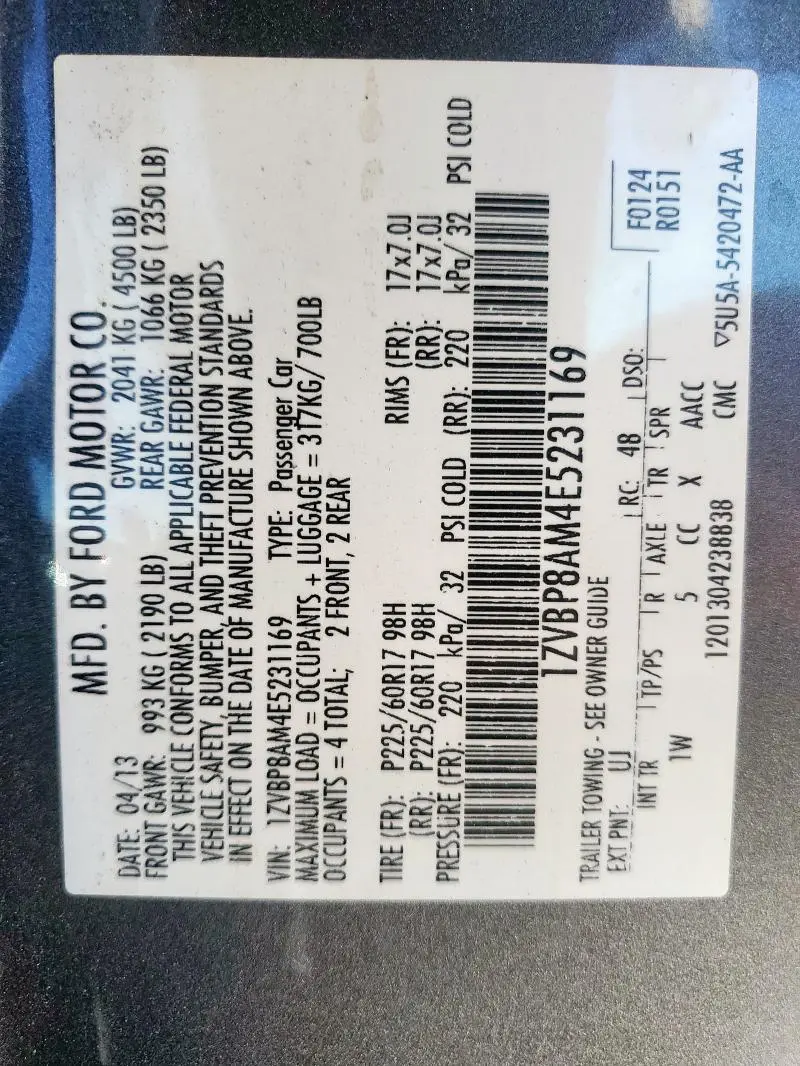 MFD. BY FORD MOTOR CO.
DATE: 04/13 GVWR: 2041 KG ( 4500 LB)
FRONT GAWR: 993 KG ( 2190 LB) REAR GAWR: 1066 KG ( 2350 LB)
THIS VEHICLE CONFORMS TO ALL APPLICABLE FEDERAL MOTOR
VEHICLE SAFETY, BUMPER, AND THEFT PREVENTION STANDARDS
IN EFFECT ON THE DATE OF MANUFACTURE SHOWN ABOVE.
VIN: 1ZVBP8AM4E5231169 TYPE: Passenger Car
MAXIMUM LOAD = OCCUPANTS + LUGGAGE = 317KG/700LB
OCCUPANTS = 4 TOTAL; 2 FRONT, 2 REAR
TIRE (FR): P225/60R17 98H RIMS (FR): 17x7.0J
(RR): P225/60R17 98H (RR): 17x7.0J
PRESSURE (FR): 220 kPa/ 32 PSI COLD (RR): 220 kPa/ 32 PSI COLD
1ZVBP8AM4E5231169
TRAILER TOWING - SEE OWNER GUIDE
EXT PNT: UJ RC: 48 DSO: F0124
R0151
INT TR TP/PS R AXLE TR SPR
1W 5 CC X AACC
1201304238838 CMC ▽5U5A-5420472-AA